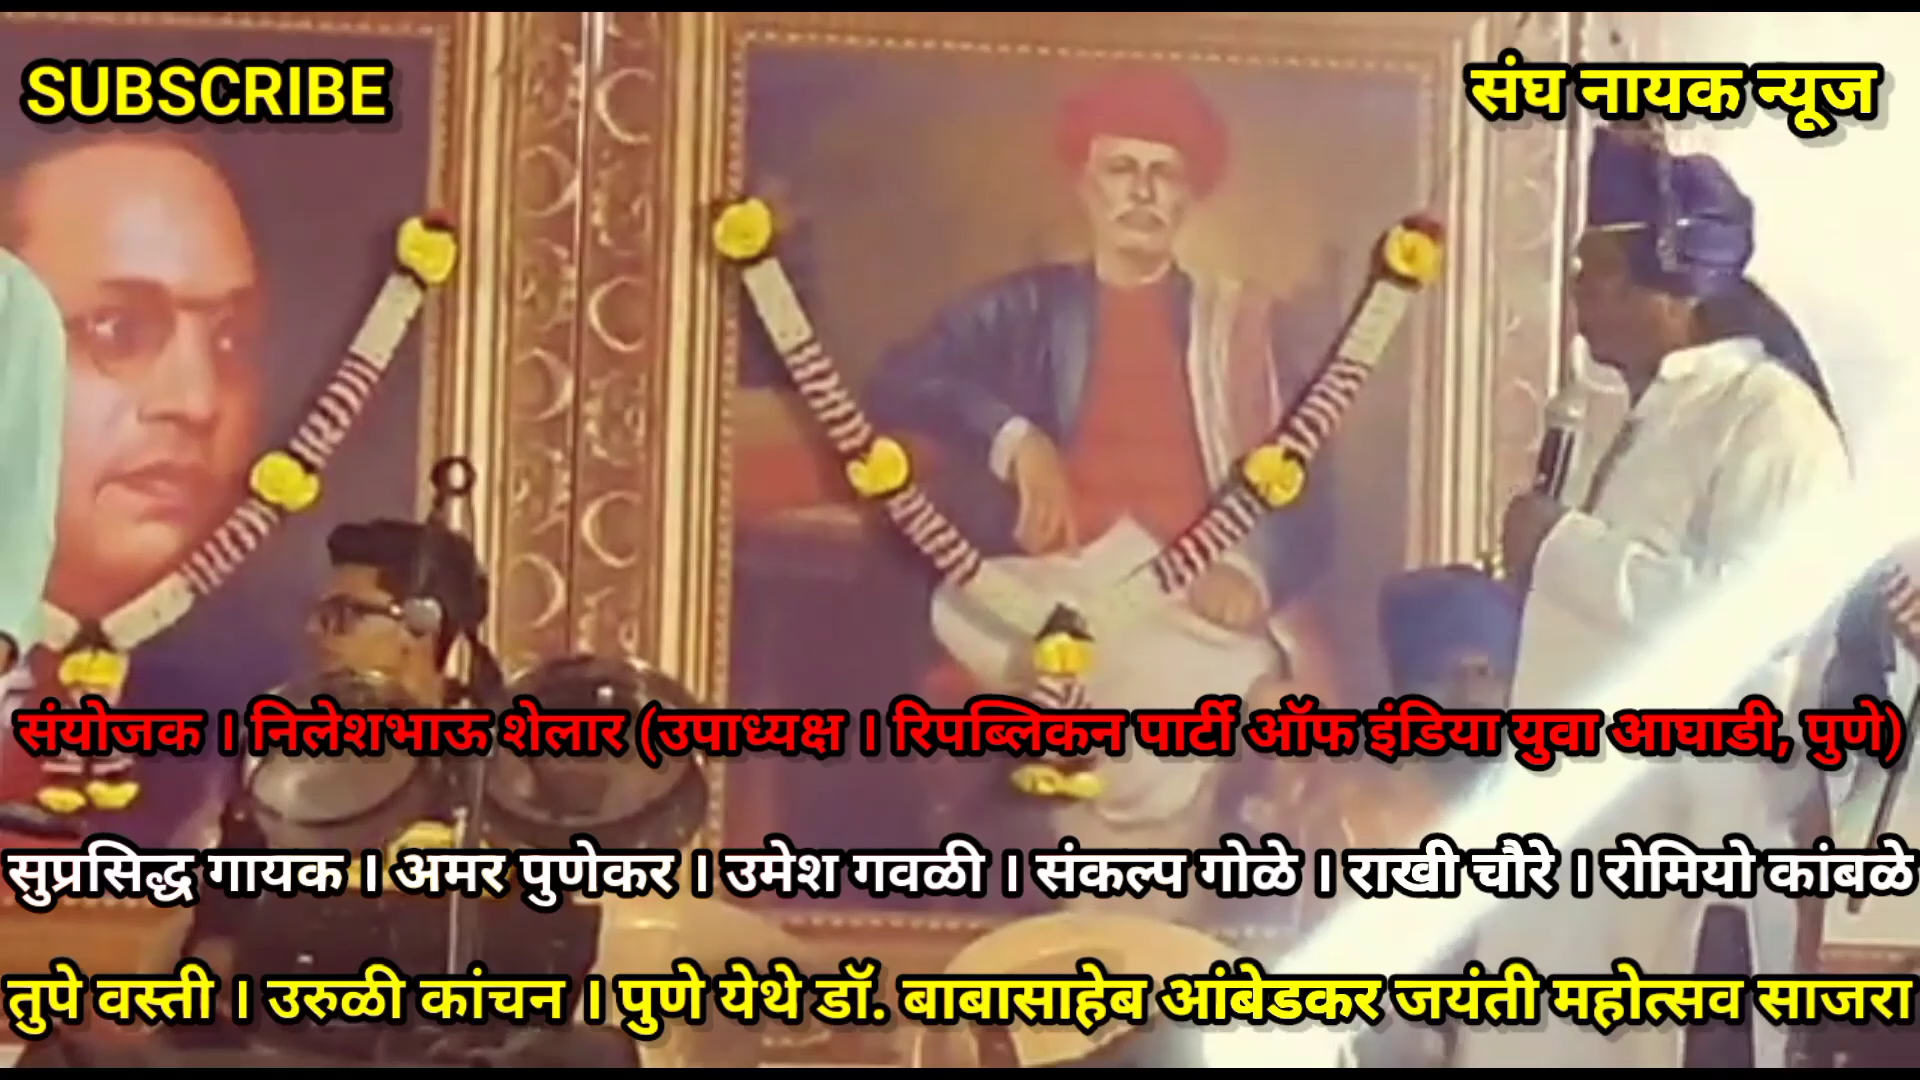 SUBSCRIBE
संघ नायक न्यूज
संयोजक । निलेशभाऊ शेलार (उपाध्यक्ष । रिपब्लिकन पार्टी ऑफ इंडिया युवा आघाडी, पुणे)
सुप्रसिद्ध गायक । अमर पुणेकर । उमेश गवळी । संकल्प गोळे । राखी चौरे । रोमियो कांबळे
तुपे वस्ती । उरुळी कांचन । पुणे येथे डॉ. बाबासाहेब आंबेडकर जयंती महोत्सव साजरा